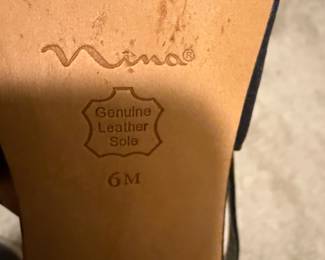 Nina®
Genuine
Leather
Sole
6M